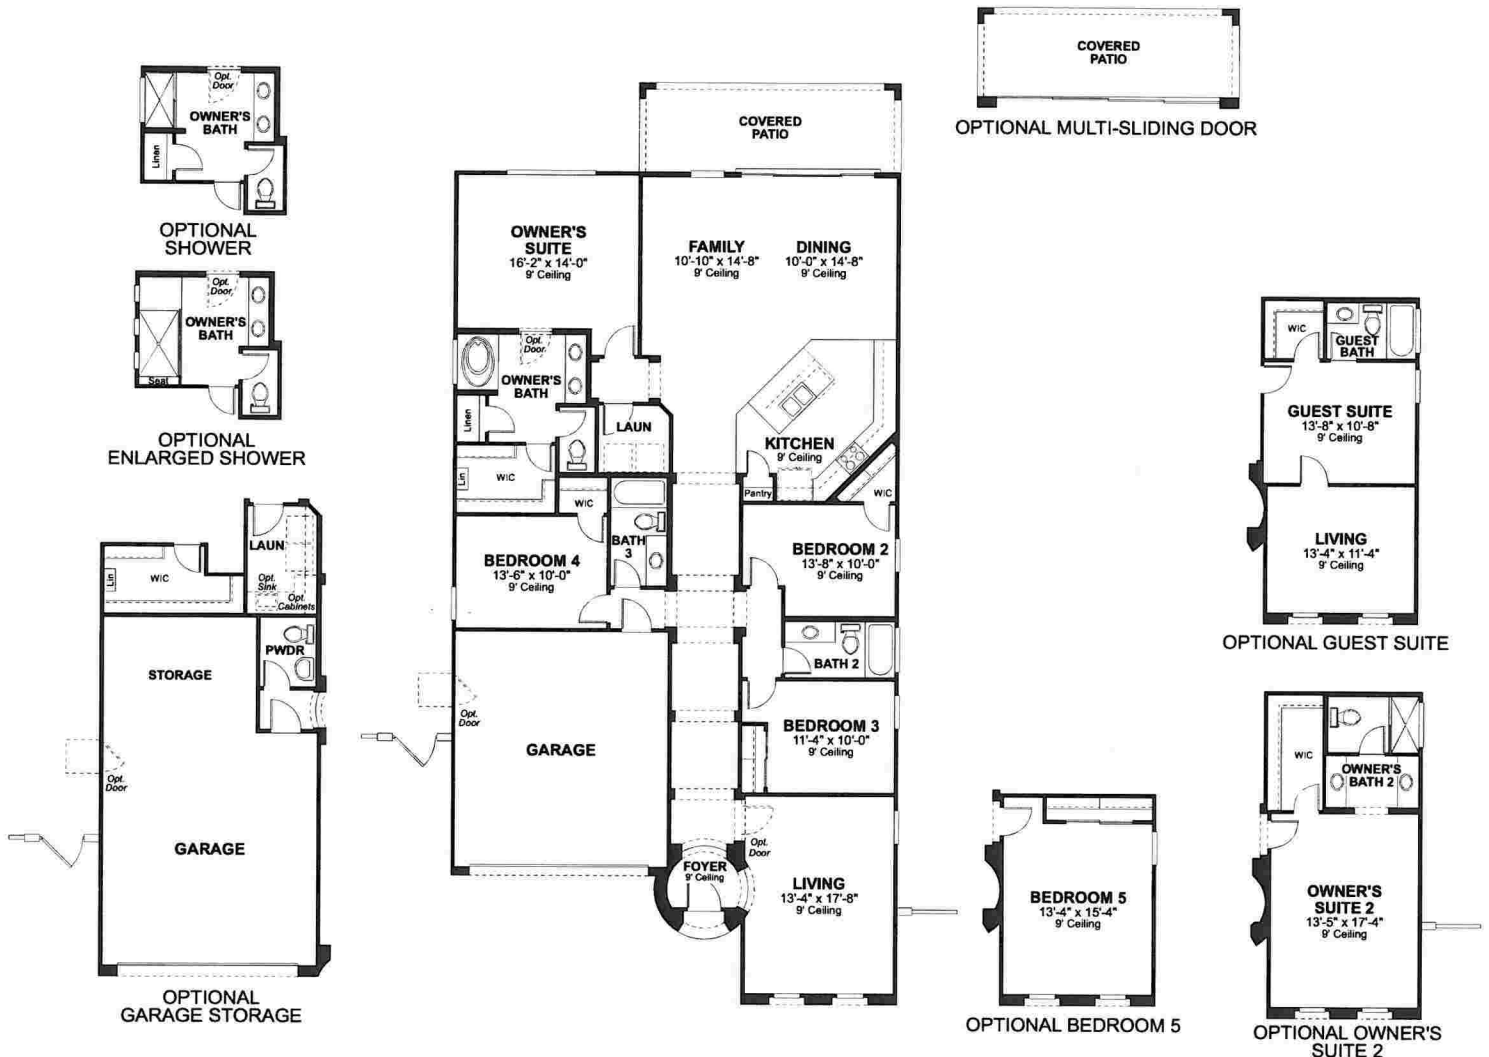 COVERED
PATIO
OPTIONAL MULTI-SLIDING DOOR
Opt.
Door
OWNER'S
BATH
Linen
OPTIONAL
SHOWER
Opt.
Door
OWNER'S
BATH
Seat
OPTIONAL
ENLARGED SHOWER
LAUN
Lin
WIC
Opt.
Sink
Opt.
Cabinets
PWDR
STORAGE
Opt.
Door
GARAGE
OPTIONAL
GARAGE STORAGE
COVERED
PATIO
OWNER'S
SUITE
16'-2" x 14'-0"
9' Ceiling
FAMILY
10'-10" x 14'-8"
9' Ceiling
DINING
10'-0" x 14'-8"
9' Ceiling
Opt.
Door
OWNER'S
BATH
Linen
LAUN
KITCHEN
9' Ceiling
Lin
WIC
WIC
Pantry
WIC
BATH
3
BEDROOM 4
13'-6" x 10'-0"
9' Ceiling
BEDROOM 2
13'-8" x 10'-0"
9' Ceiling
BATH 2
Opt.
Door
GARAGE
BEDROOM 3
11'-4" x 10'-0"
9' Ceiling
FOYER
9' Ceiling
Opt.
Door
LIVING
13'-4" x 17'-8"
9' Ceiling
WIC
GUEST
BATH
GUEST SUITE
13'-8" x 10'-8"
9' Ceiling
LIVING
13'-4" x 11'-4"
9' Ceiling
OPTIONAL GUEST SUITE
BEDROOM 5
13'-4" x 15'-4"
9' Ceiling
OPTIONAL BEDROOM 5
WIC
OWNER'S
BATH 2
OWNER'S
SUITE 2
13'-5" x 17'-4"
9' Ceiling
OPTIONAL OWNER'S
SUITE 2